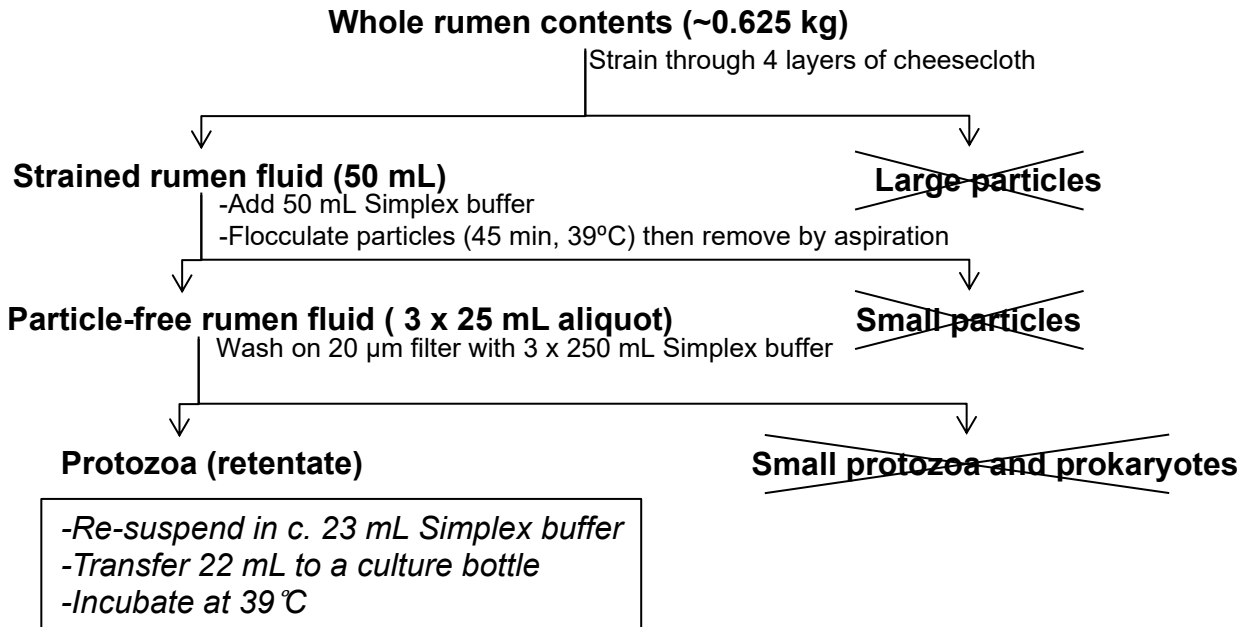 Whole rumen contents (~0.625 kg)
Strain through 4 layers of cheesecloth
Strained rumen fluid (50 mL)
Large particles
-Add 50 mL Simplex buffer
-Flocculate particles (45 min, 39ºC) then remove by aspiration
Particle-free rumen fluid ( 3 x 25 mL aliquot)
Small particles
Wash on 20 µm filter with 3 x 250 mL Simplex buffer
Protozoa (retentate)
Small protozoa and prokaryotes
-Re-suspend in c. 23 mL Simplex buffer
-Transfer 22 mL to a culture bottle
-Incubate at 39℃